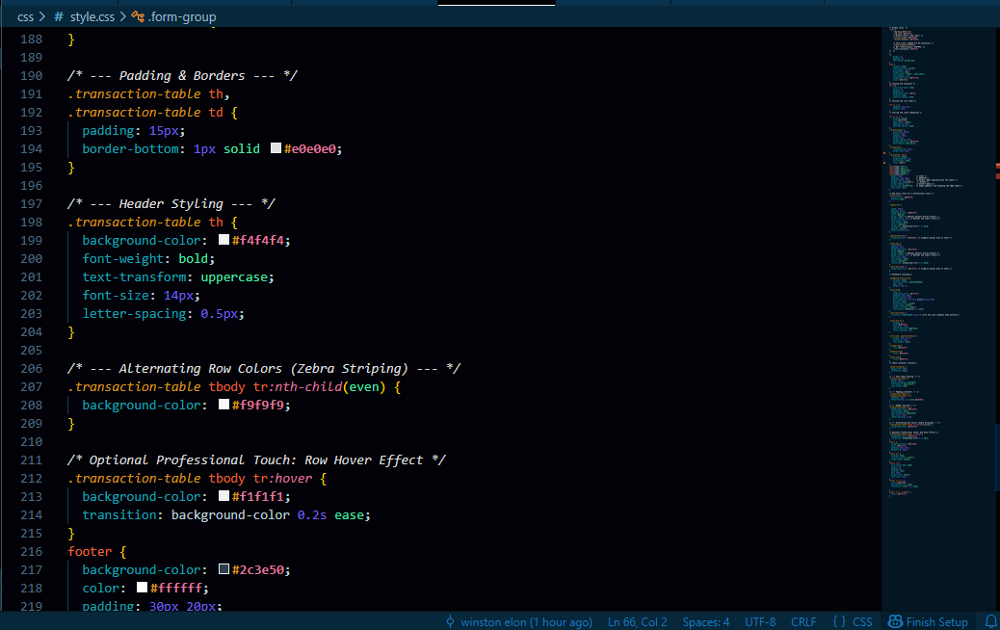 css > # style.css > .form-group
188 }
189
190 /* --- Padding & Borders --- */
191 .transaction-table th,
192 .transaction-table td {
193 padding: 15px;
194 border-bottom: 1px solid #e0e0e0;
195 }
196
197 /* --- Header Styling --- */
198 .transaction-table th {
199 background-color: #f4f4f4;
200 font-weight: bold;
201 text-transform: uppercase;
202 font-size: 14px;
203 letter-spacing: 0.5px;
204 }
205
206 /* --- Alternating Row Colors (Zebra Striping) --- */
207 .transaction-table tbody tr:nth-child(even) {
208 background-color: #f9f9f9;
209 }
210
211 /* Optional Professional Touch: Row Hover Effect */
212 .transaction-table tbody tr:hover {
213 background-color: #f1f1f1;
214 transition: background-color 0.2s ease;
215 }
216 footer {
217 background-color: #2c3e50;
218 color: #ffffff;
219 padding: 30px 20px;
winston elon (1 hour ago) Ln 66, Col 2 Spaces: 4 UTF-8 CRLF { } CSS Finish Setup